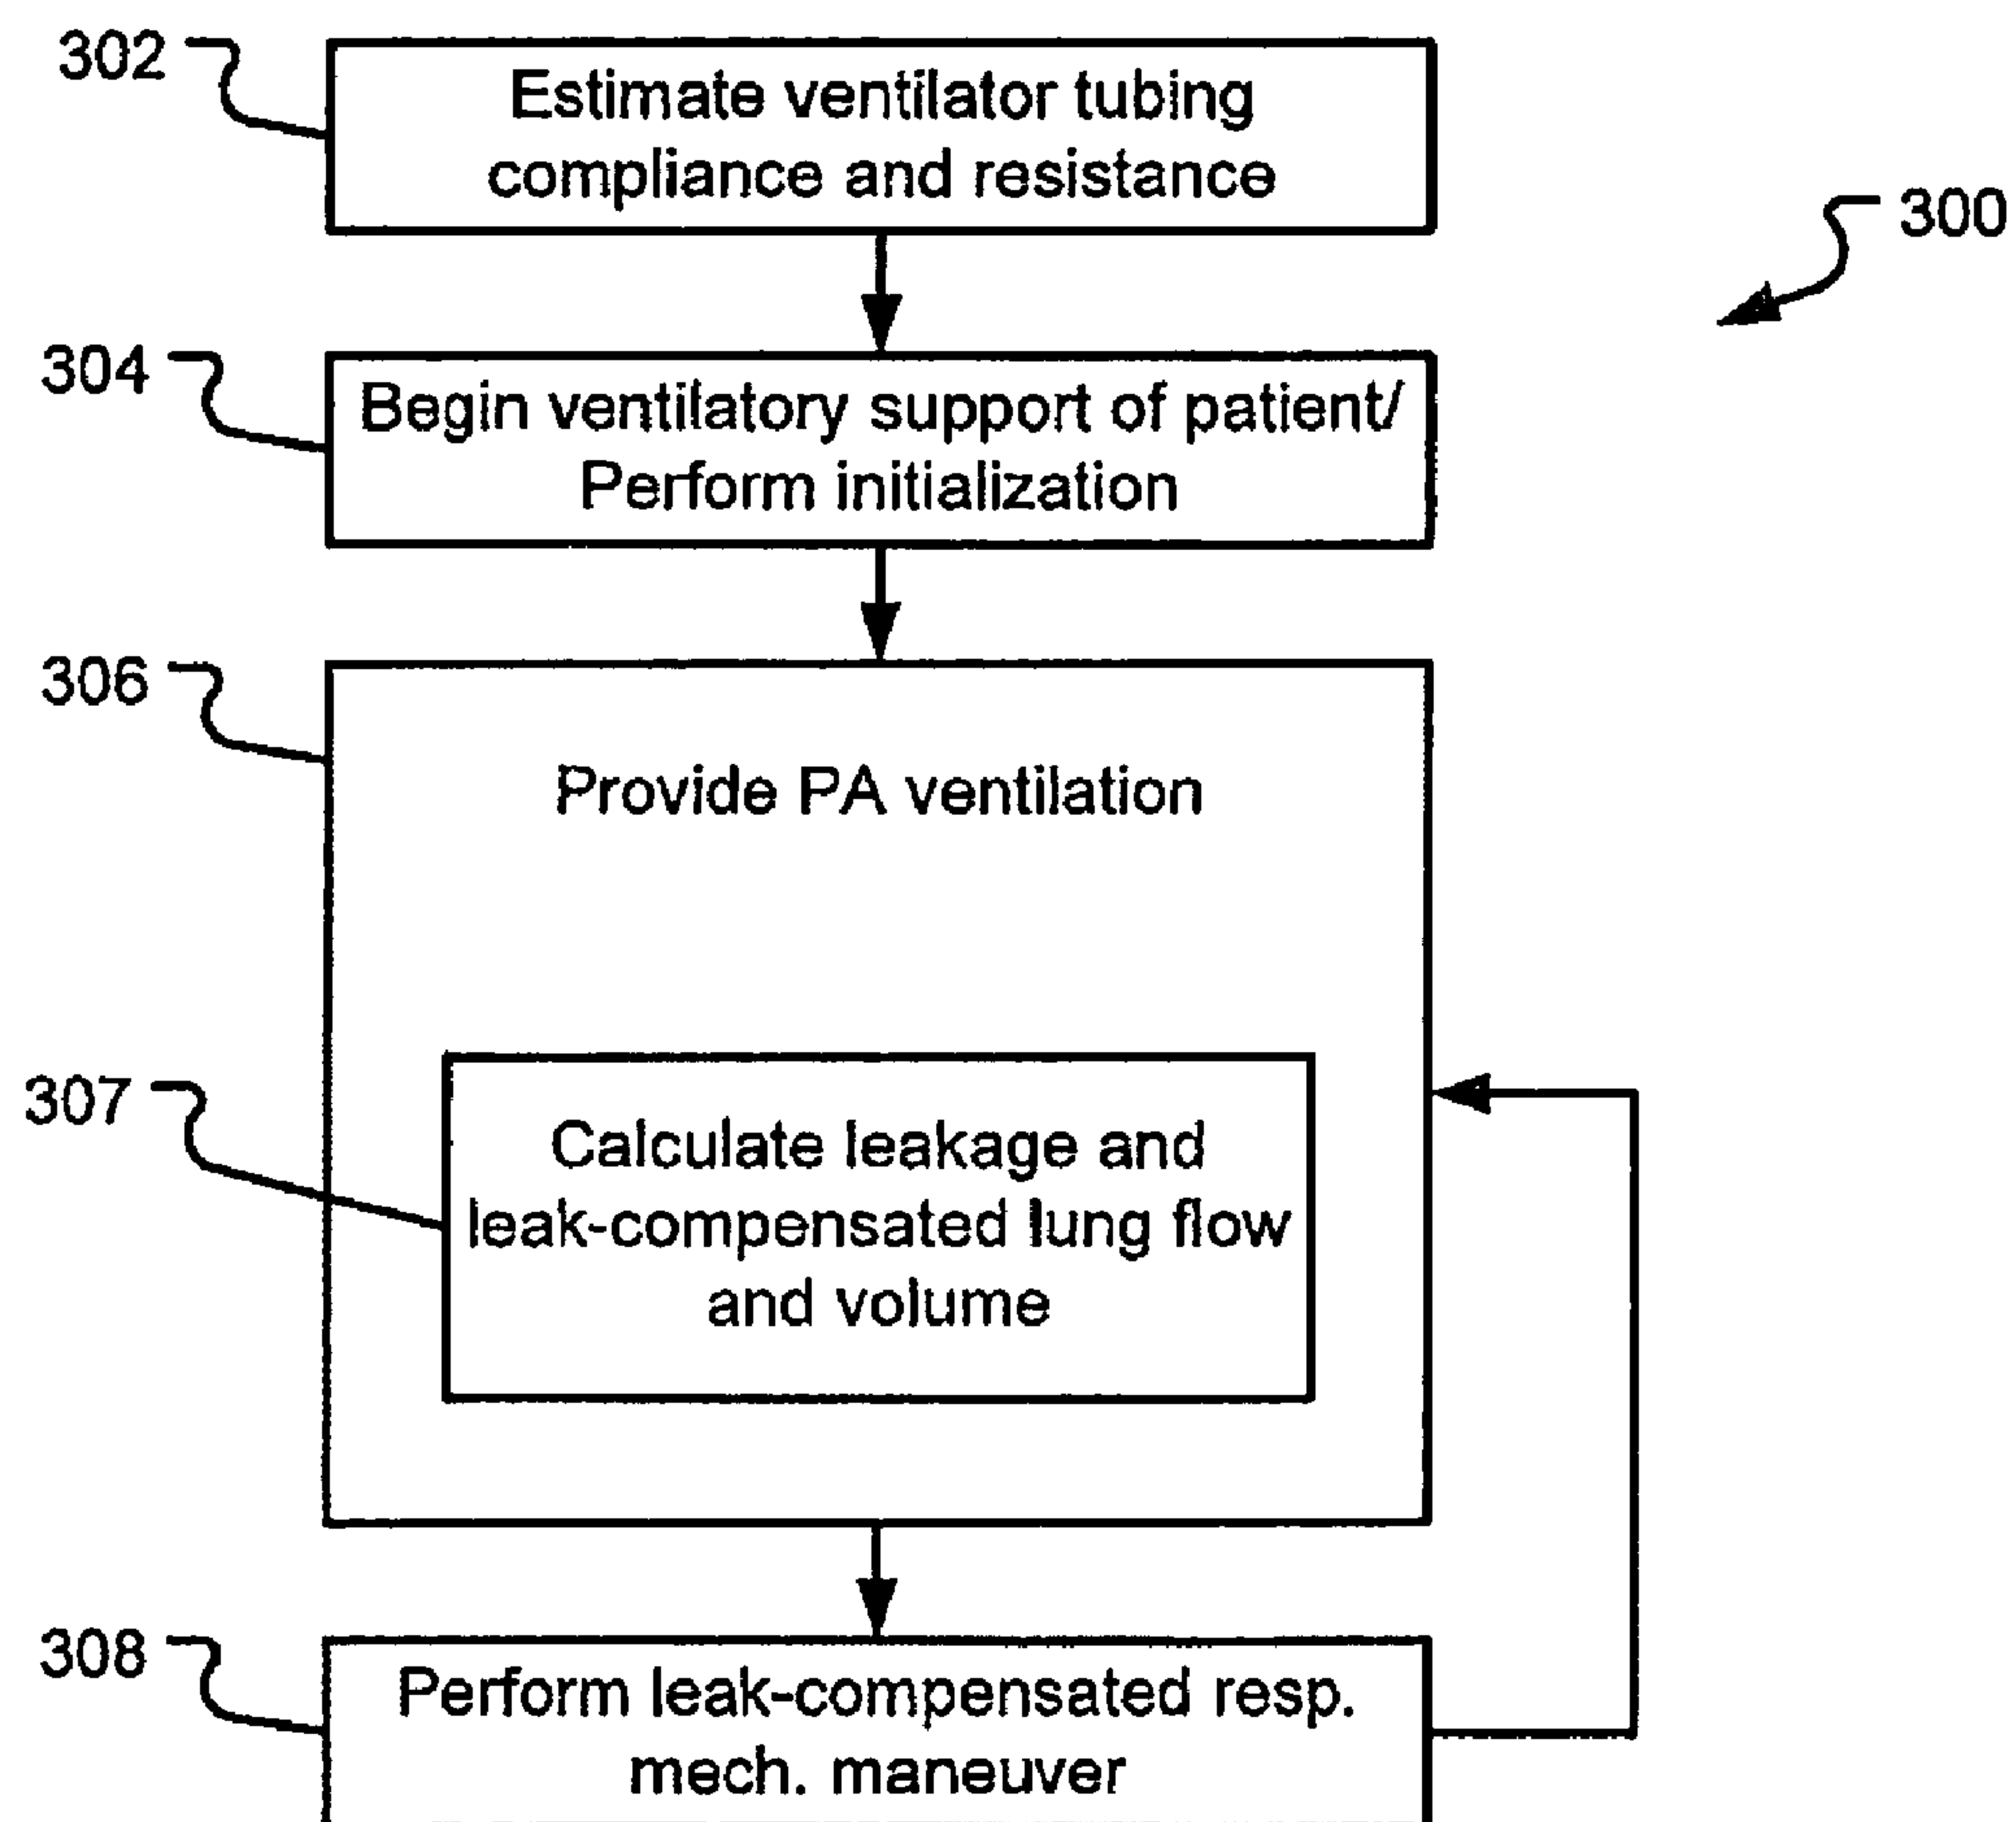 302
Estimate ventilator tubing
compliance and resistance
300
304
Begin ventilatory support of patient/
Perform initialization
306
Provide PA ventilation
307
Calculate leakage and
leak-compensated lung flow
and volume
308
Perform leak-compensated resp.
mech. maneuver